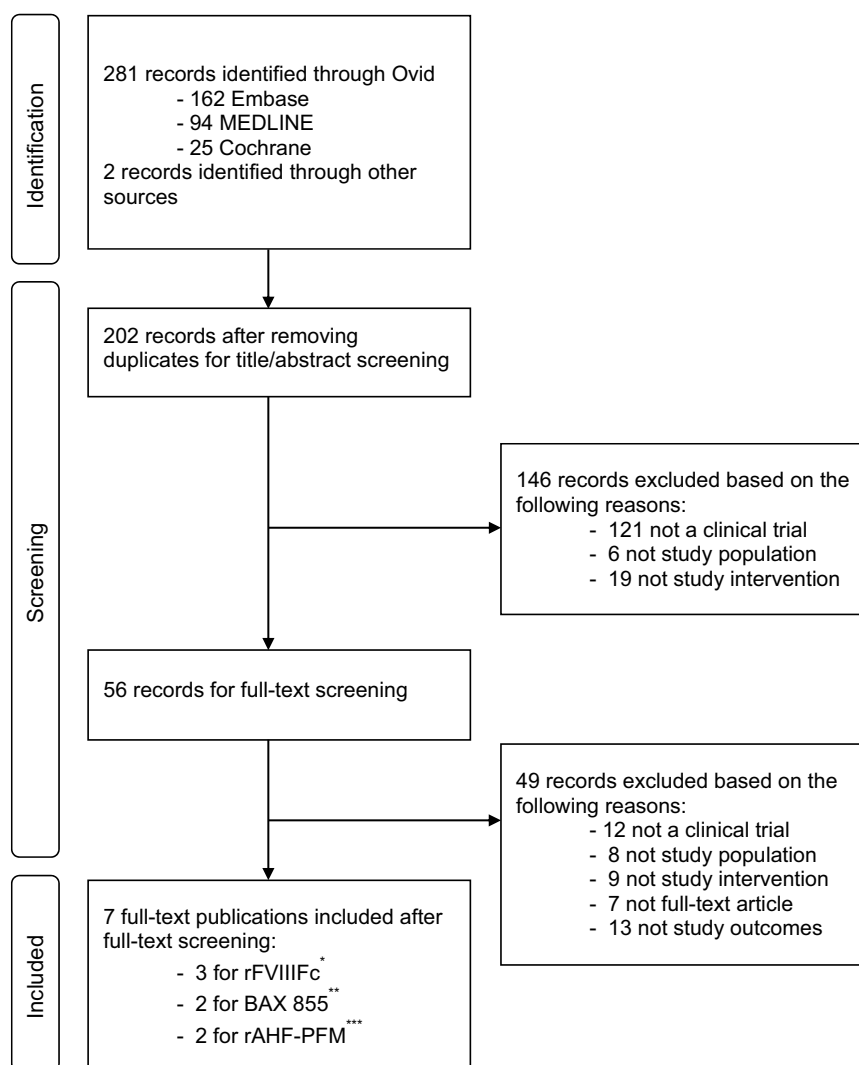 Identification
281 records identified through Ovid
- 162 Embase
- 94 MEDLINE
- 25 Cochrane
2 records identified through other
sources
Screening
202 records after removing
duplicates for title/abstract screening
146 records excluded based on the
following reasons:
- 121 not a clinical trial
- 6 not study population
- 19 not study intervention
56 records for full-text screening
49 records excluded based on the
following reasons:
- 12 not a clinical trial
- 8 not study population
- 9 not study intervention
- 7 not full-text article
- 13 not study outcomes
Included
7 full-text publications included after
full-text screening:
- 3 for rFVIIIFc*
- 2 for BAX 855**
- 2 for rAHF-PFM***